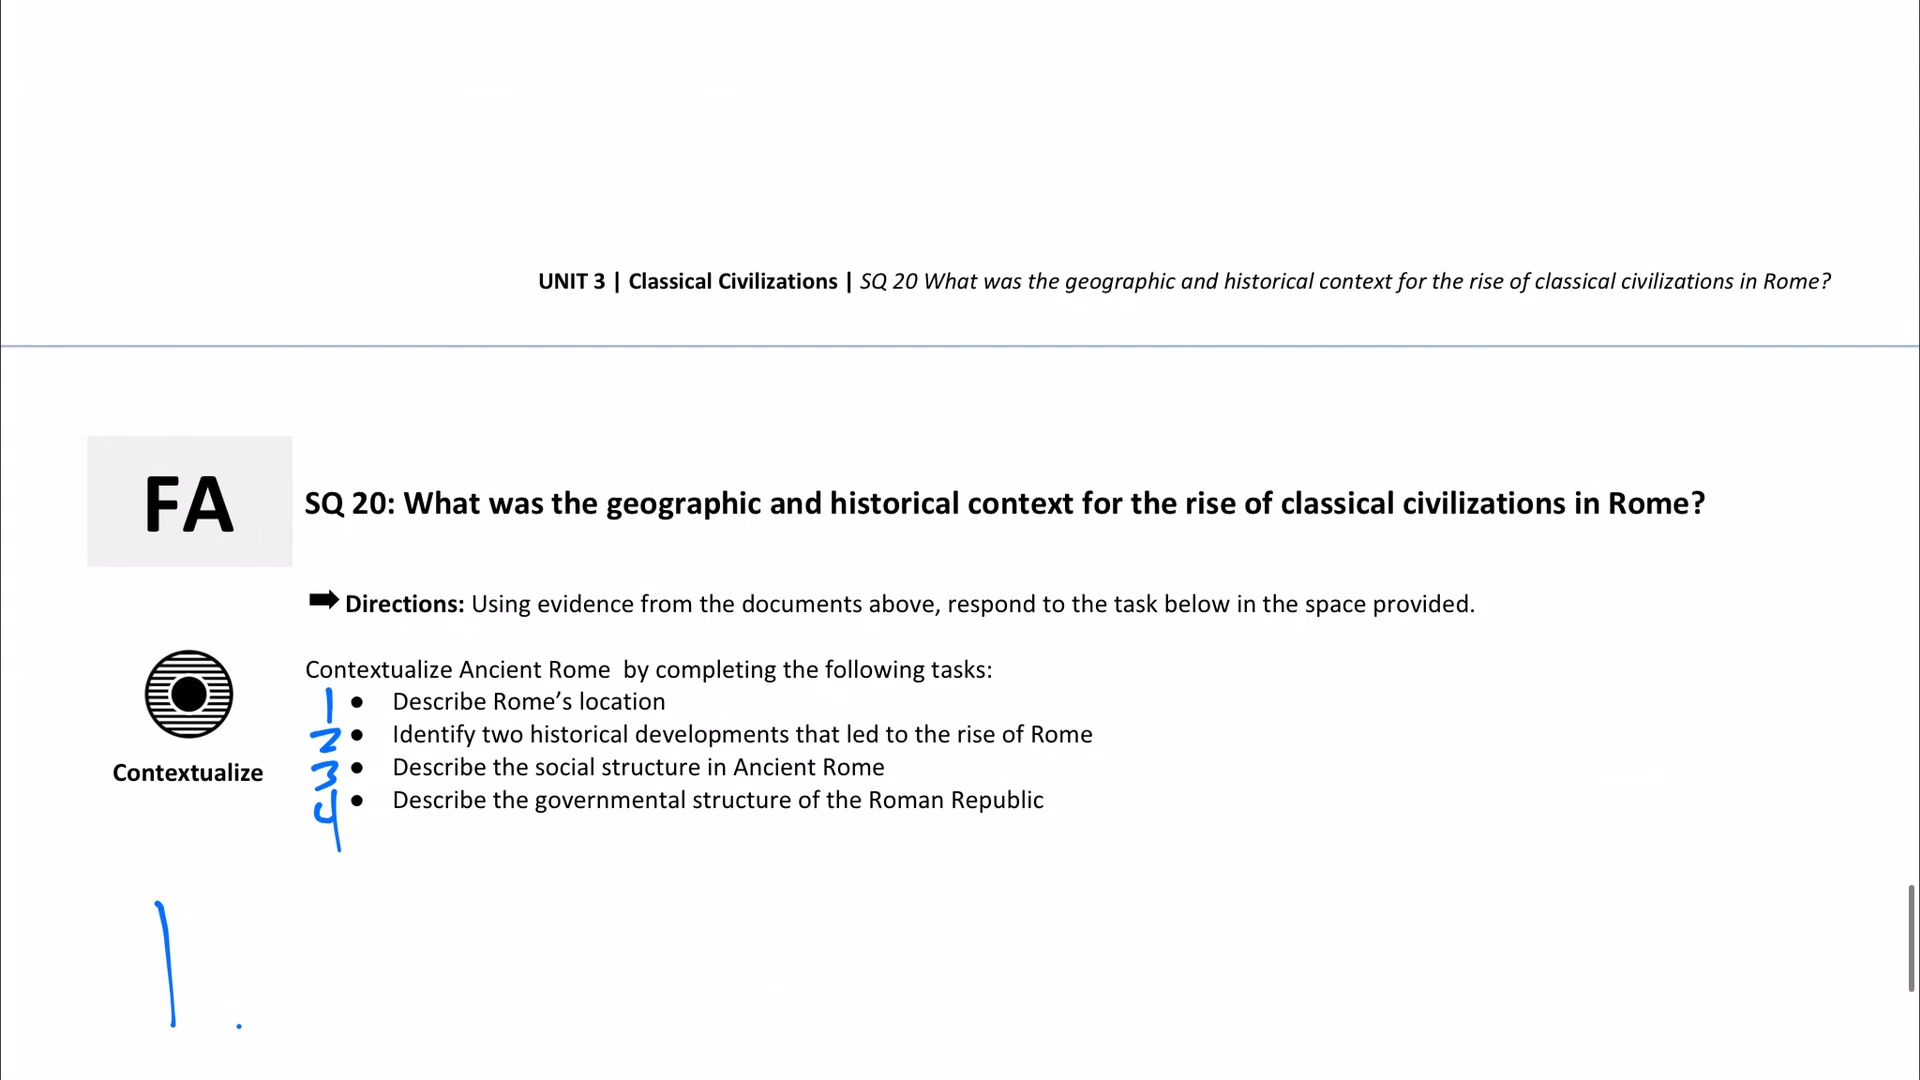 UNIT 3 | Classical Civilizations | SQ 20 What was the geographic and historical context for the rise of classical civilizations in Rome?
FA
SQ 20: What was the geographic and historical context for the rise of classical civilizations in Rome?
➡ Directions: Using evidence from the documents above, respond to the task below in the space provided.
Contextualize
Contextualize Ancient Rome by completing the following tasks:
1 ● Describe Rome’s location
2 ● Identify two historical developments that led to the rise of Rome
3 ● Describe the social structure in Ancient Rome
4 ● Describe the governmental structure of the Roman Republic
1.